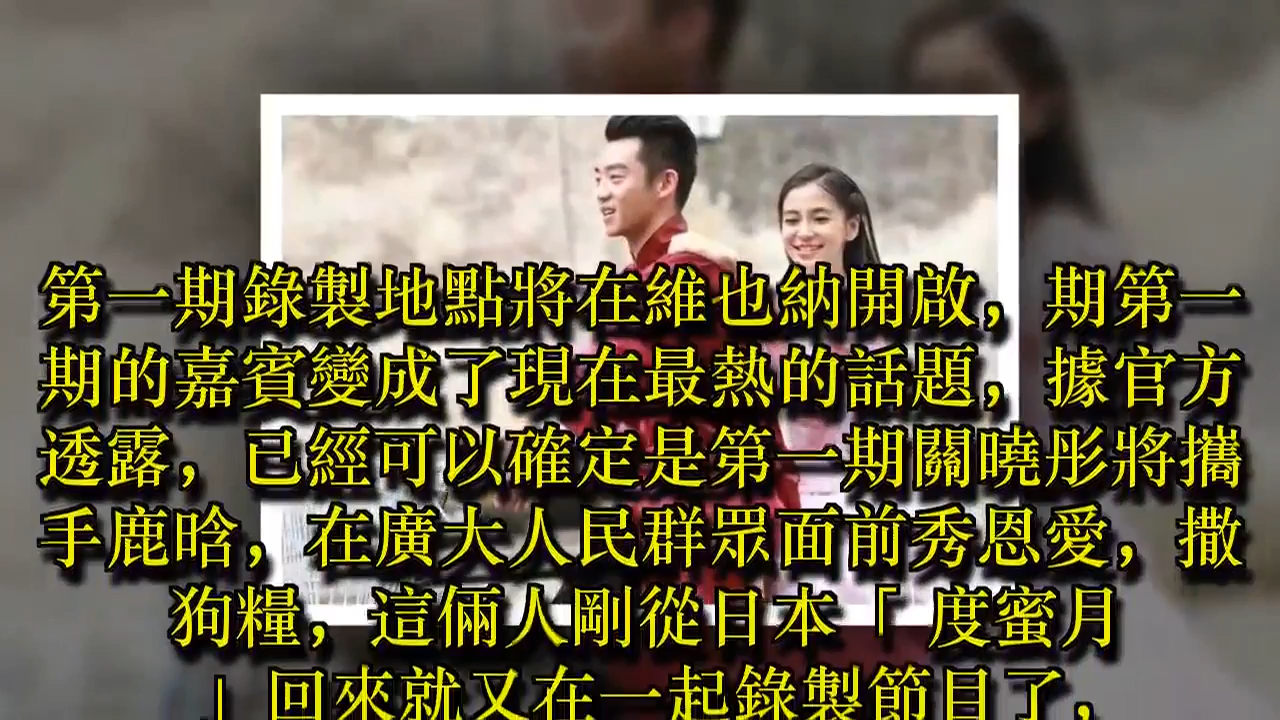 第一期錄製地點將在維也納開啟，期第一
期的嘉賓變成了現在最熱的話題，據官方
透露，已經可以確定是第一期關曉彤將攜
手鹿晗，在廣大人民群眾面前秀恩愛，撒
狗糧，這倆人剛從日本「 度蜜月
」回來就又在一起錄製節目了，